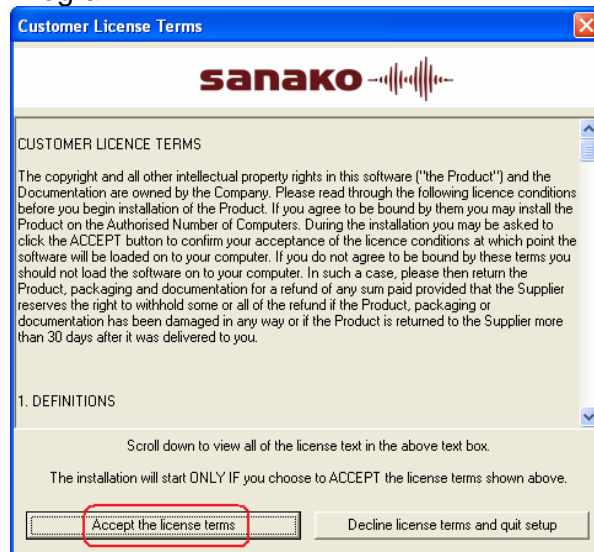 Customer License Terms
sanako
CUSTOMER LICENCE TERMS
The copyright and all other intellectual property rights in this software ("the Product") and the
Documentation are owned by the Company. Please read through the following licence conditions
before you begin installation of the Product. If you agree to be bound by them you may install the
Product on the Authorised Number of Computers. During the installation you may be asked to
click the ACCEPT button to confirm your acceptance of the licence conditions at which point the
software will be loaded on to your computer. If you do not agree to be bound by these terms you
should not load the software on to your computer. In such a case, please then return the
Product, packaging and documentation for a refund of any sum paid provided that the Supplier
reserves the right to withhold some or all of the refund if the Product, packaging or
documentation has been damaged in any way or if the Product is returned to the Supplier more
than 30 days after it was delivered to you.
1. DEFINITIONS
Scroll down to view all of the license text in the above text box.
The installation will start ONLY IF you choose to ACCEPT the license terms shown above.
Accept the license terms
Decline license terms and quit setup